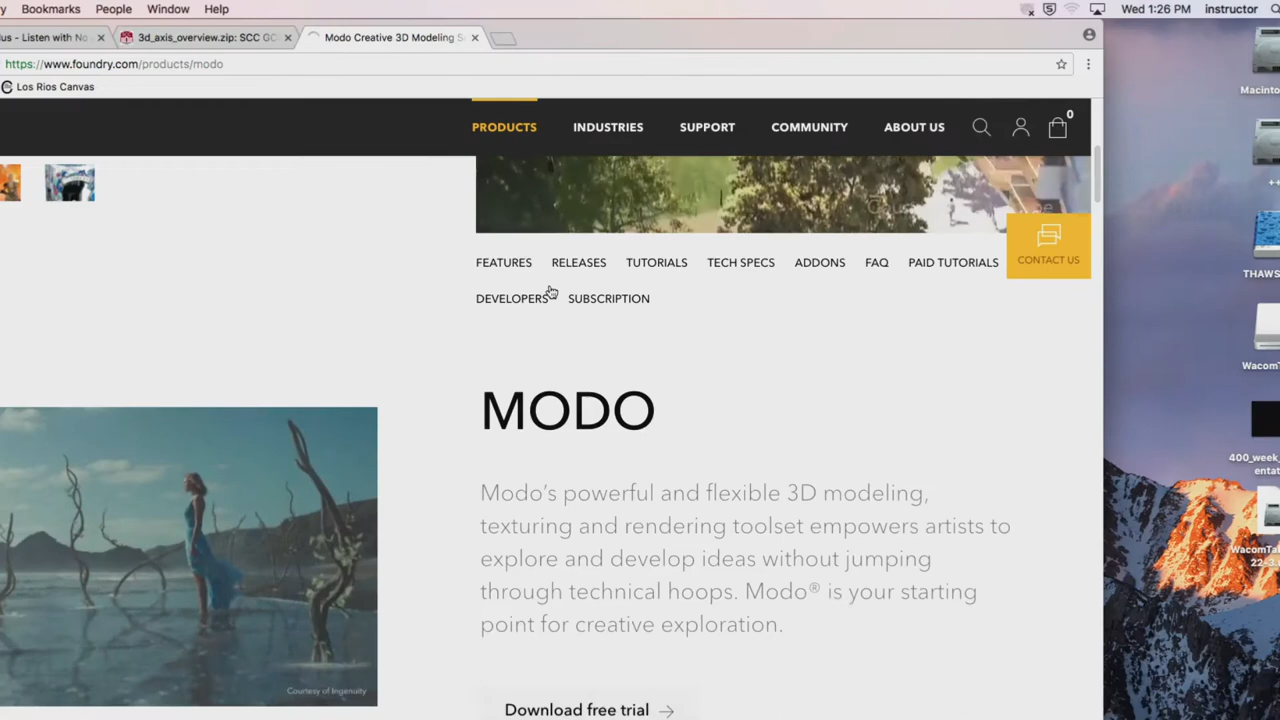 Bookmarks People Window Help
Wed 1:26 PM instructor
us - Listen with No
3d_axis_overview.zip: SCC GC
Modo Creative 3D Modeling S
https://www.foundry.com/products/modo
Los Rios Canvas
PRODUCTS INDUSTRIES SUPPORT COMMUNITY ABOUT US
0
CONTACT US
FEATURES RELEASES TUTORIALS TECH SPECS ADDONS FAQ PAID TUTORIALS
DEVELOPERS SUBSCRIPTION
MODO
Modo's powerful and flexible 3D modeling,
texturing and rendering toolset empowers artists to
explore and develop ideas without jumping
through technical hoops. Modo® is your starting
point for creative exploration.
Download free trial
Courtesy of Ingenuity
Macinto
THAWS
WacomT
400_week_
entat
WacomTa
22-3.